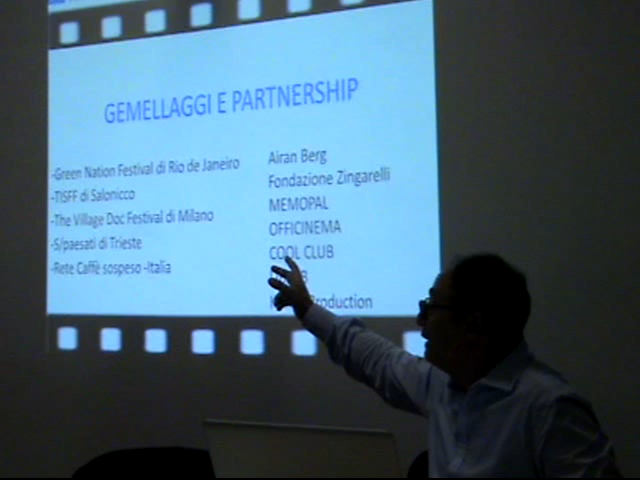 GEMELLAGGI E PARTNERSHIP
-Green Nation Festival di Rio de Janeiro
-TISFF di Salonicco
-The Village Doc Festival di Milano
-S/paesati di Trieste
-Rete Caffè sospeso -Italia
Airan Berg
Fondazione Zingarelli
MEMOPAL
OFFICINEMA
COOL CLUB
Production